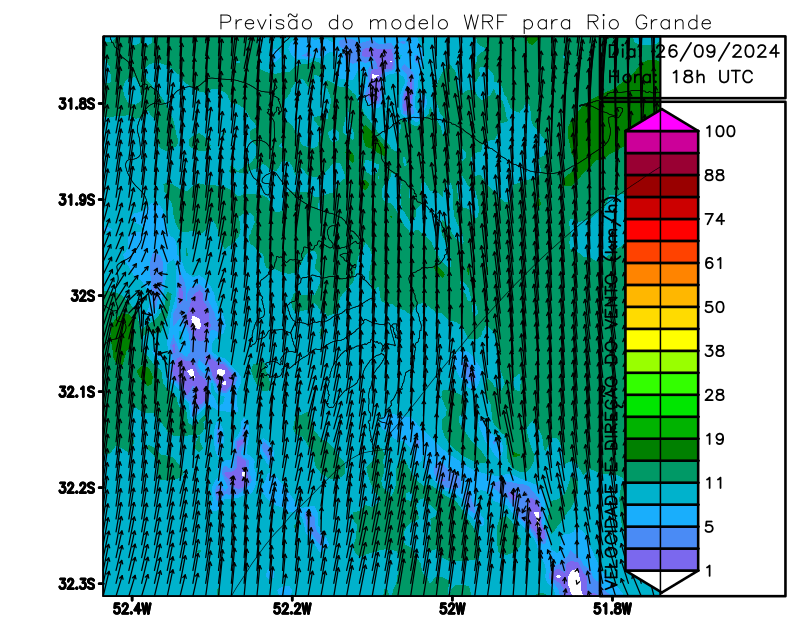 Previsão do modelo WRF para Rio Grande
Dia: 26/09/2024
Hora: 18h UTC
31.8S
31.9S
32S
32.1S
32.2S
32.3S
52.4W
52.2W
52W
51.8W
VELOCIDADE E DIREÇÃO DO VENTO (km/h)
100
88
74
61
50
38
28
19
11
5
1